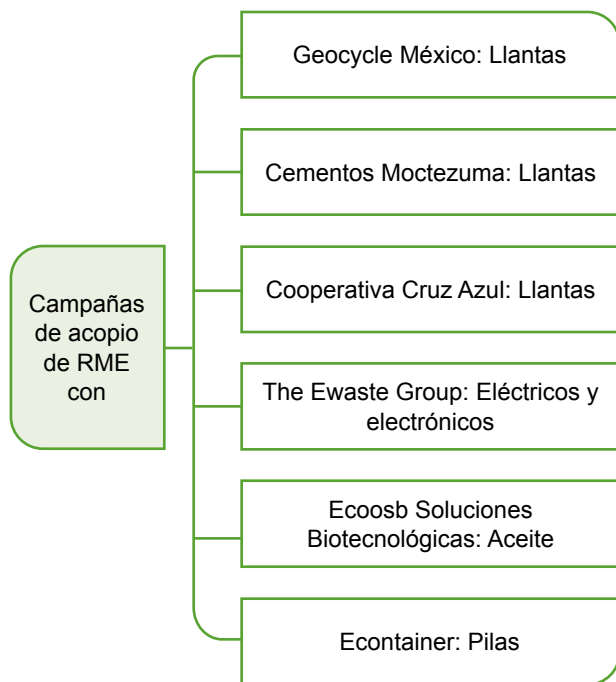 Campañas
de acopio
de RME
con
Geocycle México: Llantas
Cementos Moctezuma: Llantas
Cooperativa Cruz Azul: Llantas
The Ewaste Group: Eléctricos y
electrónicos
Ecoosb Soluciones
Biotecnológicas: Aceite
Econtainer: Pilas